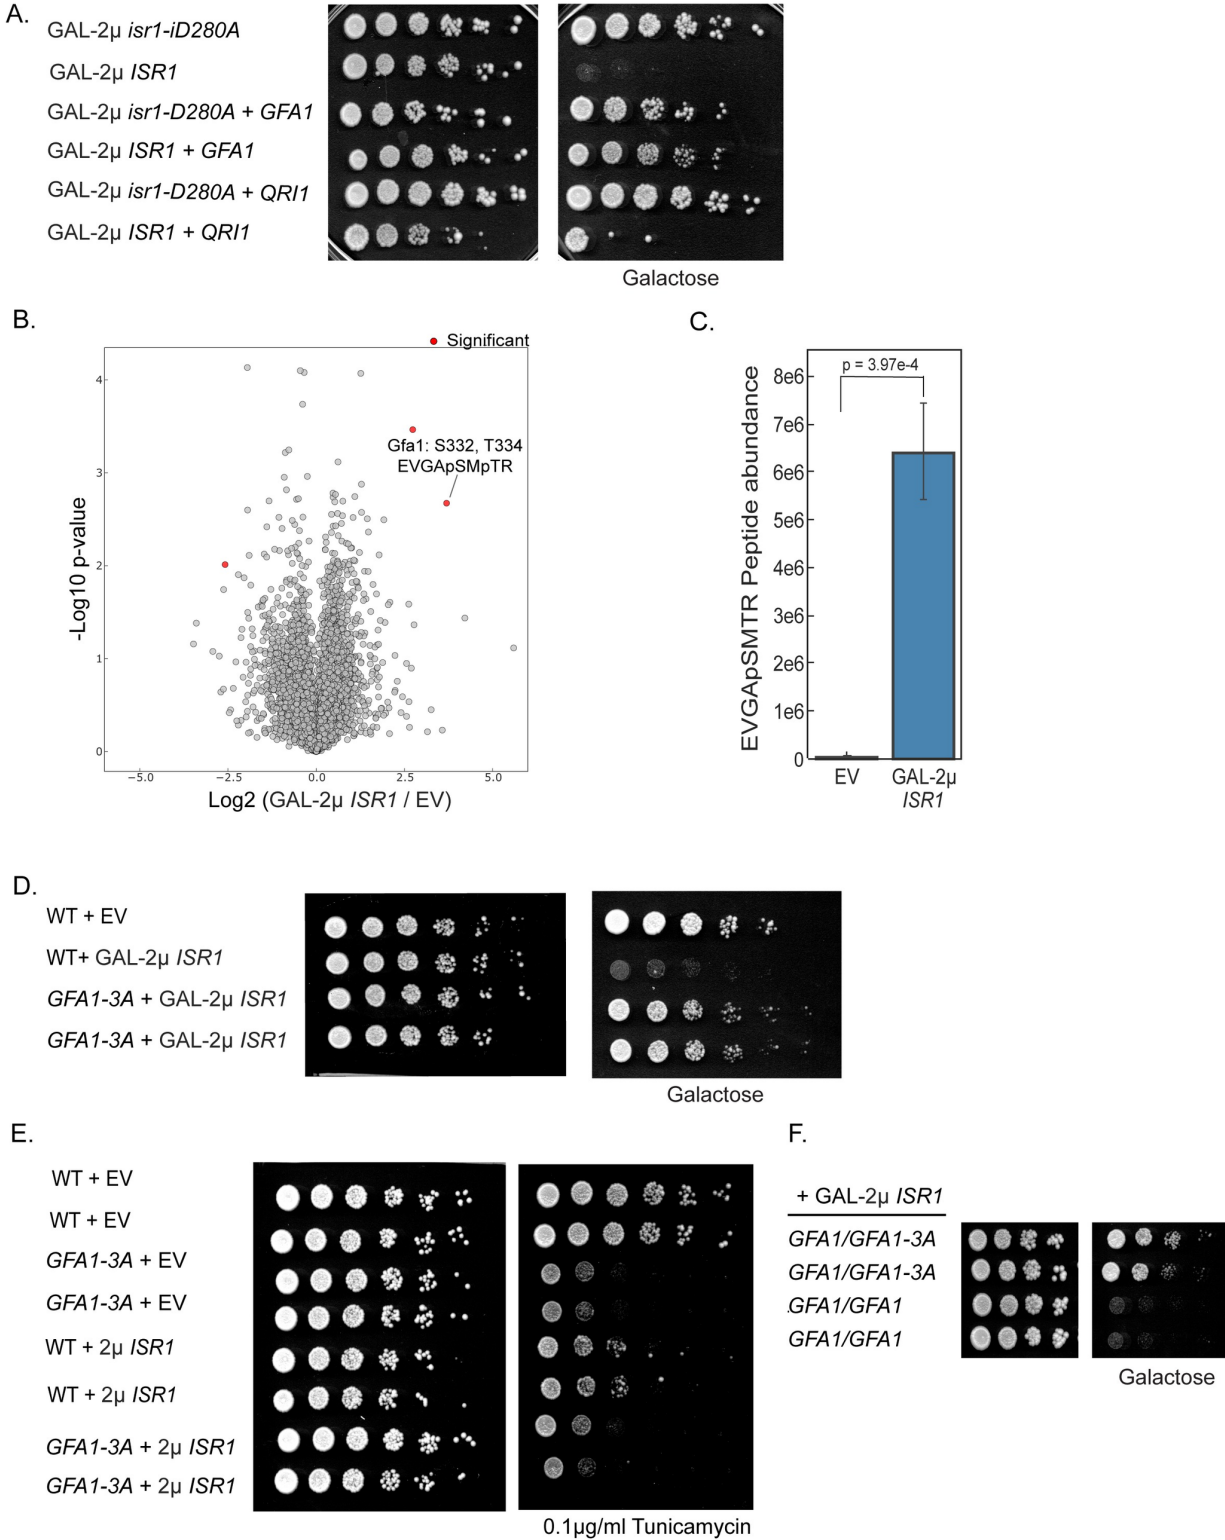 A.
GAL-2μ isr1-iD280A
GAL-2μ ISR1
GAL-2μ isr1-D280A + GFA1
GAL-2μ ISR1 + GFA1
GAL-2μ isr1-D280A + QRI1
GAL-2μ ISR1 + QRI1
Galactose
B.
Significant
4
3
2
1
0
Gfa1: S332, T334
EVGApSMpTR
-Log10 p-value
−5.0
−2.5
0.0
2.5
5.0
Log2 (GAL-2μ ISR1 / EV)
C.
p = 3.97e-4
EVGApSMTR Peptide abundance
8e6
7e6
6e6
5e6
4e6
3e6
2e6
1e6
0
EV
GAL-2μ
ISR1
D.
WT + EV
WT+ GAL-2μ ISR1
GFA1-3A + GAL-2μ ISR1
GFA1-3A + GAL-2μ ISR1
Galactose
E.
WT + EV
WT + EV
GFA1-3A + EV
GFA1-3A + EV
WT + 2μ ISR1
WT + 2μ ISR1
GFA1-3A + 2μ ISR1
GFA1-3A + 2μ ISR1
0.1μg/ml Tunicamycin
F.
+ GAL-2μ ISR1
GFA1/GFA1-3A
GFA1/GFA1-3A
GFA1/GFA1
GFA1/GFA1
Galactose